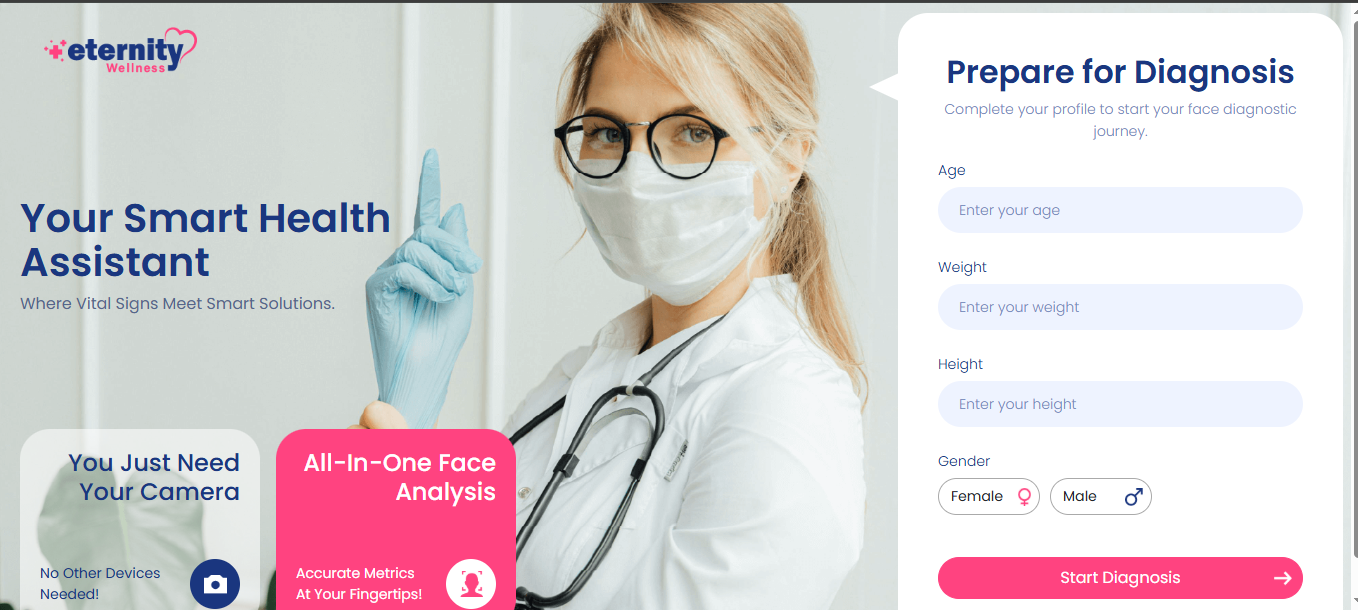 eternity
Wellness
Your Smart Health
Assistant
Where Vital Signs Meet Smart Solutions.
You Just Need
Your Camera
No Other Devices
Needed!
All-In-One Face
Analysis
Accurate Metrics
At Your Fingertips!
Prepare for Diagnosis
Complete your profile to start your face diagnostic
journey.
Age
Enter your age
Weight
Enter your weight
Height
Enter your height
Gender
Female
Male
Start Diagnosis